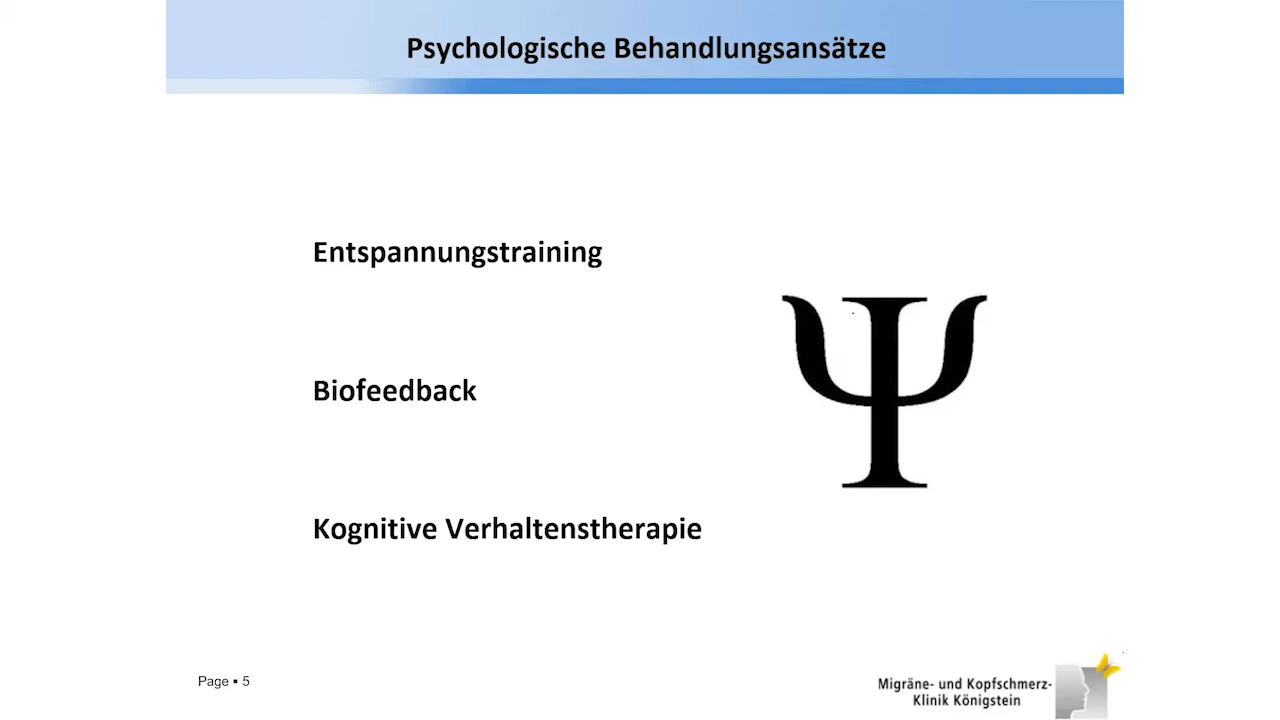 Psychologische Behandlungsansätze
Entspannungstraining
Biofeedback
Kognitive Verhaltenstherapie
Ψ
Page ▪ 5
Migräne- und Kopfschmerz-
Klinik Königstein